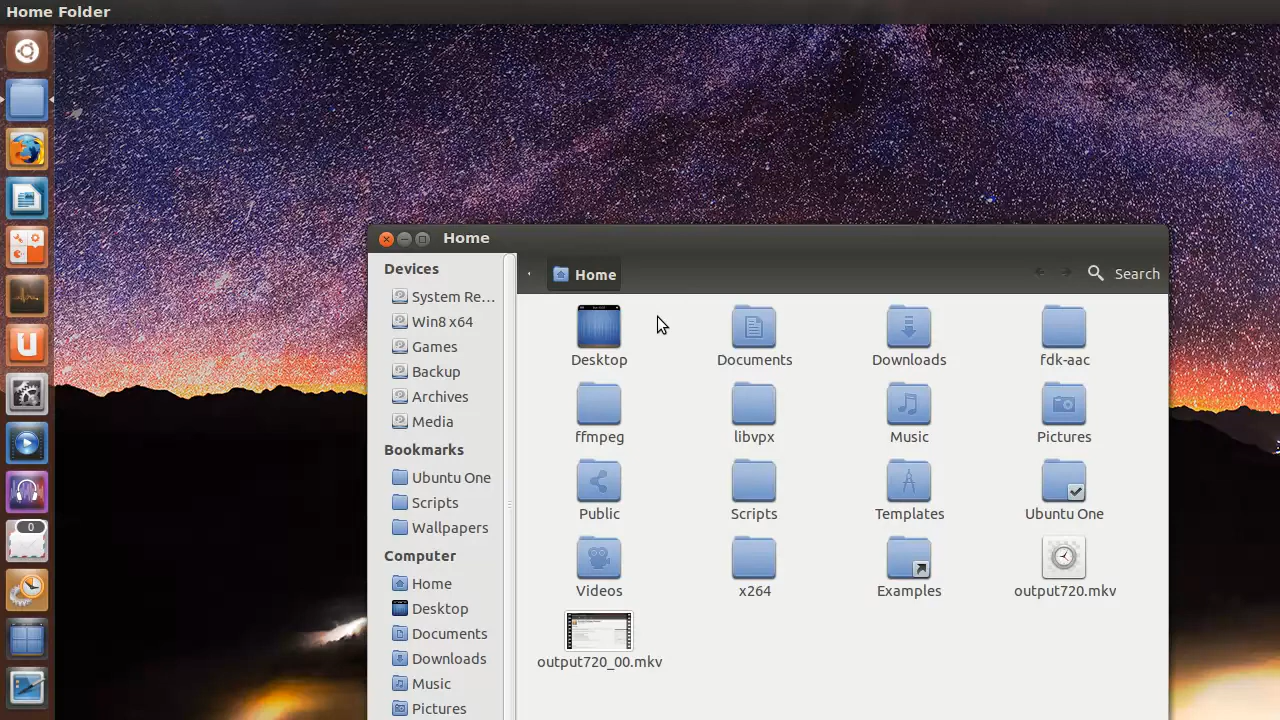 Home Folder
0
Home
Devices
System Re...
Win8 x64
Games
Backup
Archives
Media
Bookmarks
Ubuntu One
Scripts
Wallpapers
Computer
Home
Desktop
Documents
Downloads
Music
Pictures
Home
Search
Desktop
Documents
Downloads
fdk-aac
ffmpeg
libvpx
Music
Pictures
Public
Scripts
Templates
Ubuntu One
Videos
x264
Examples
output720.mkv
output720_00.mkv